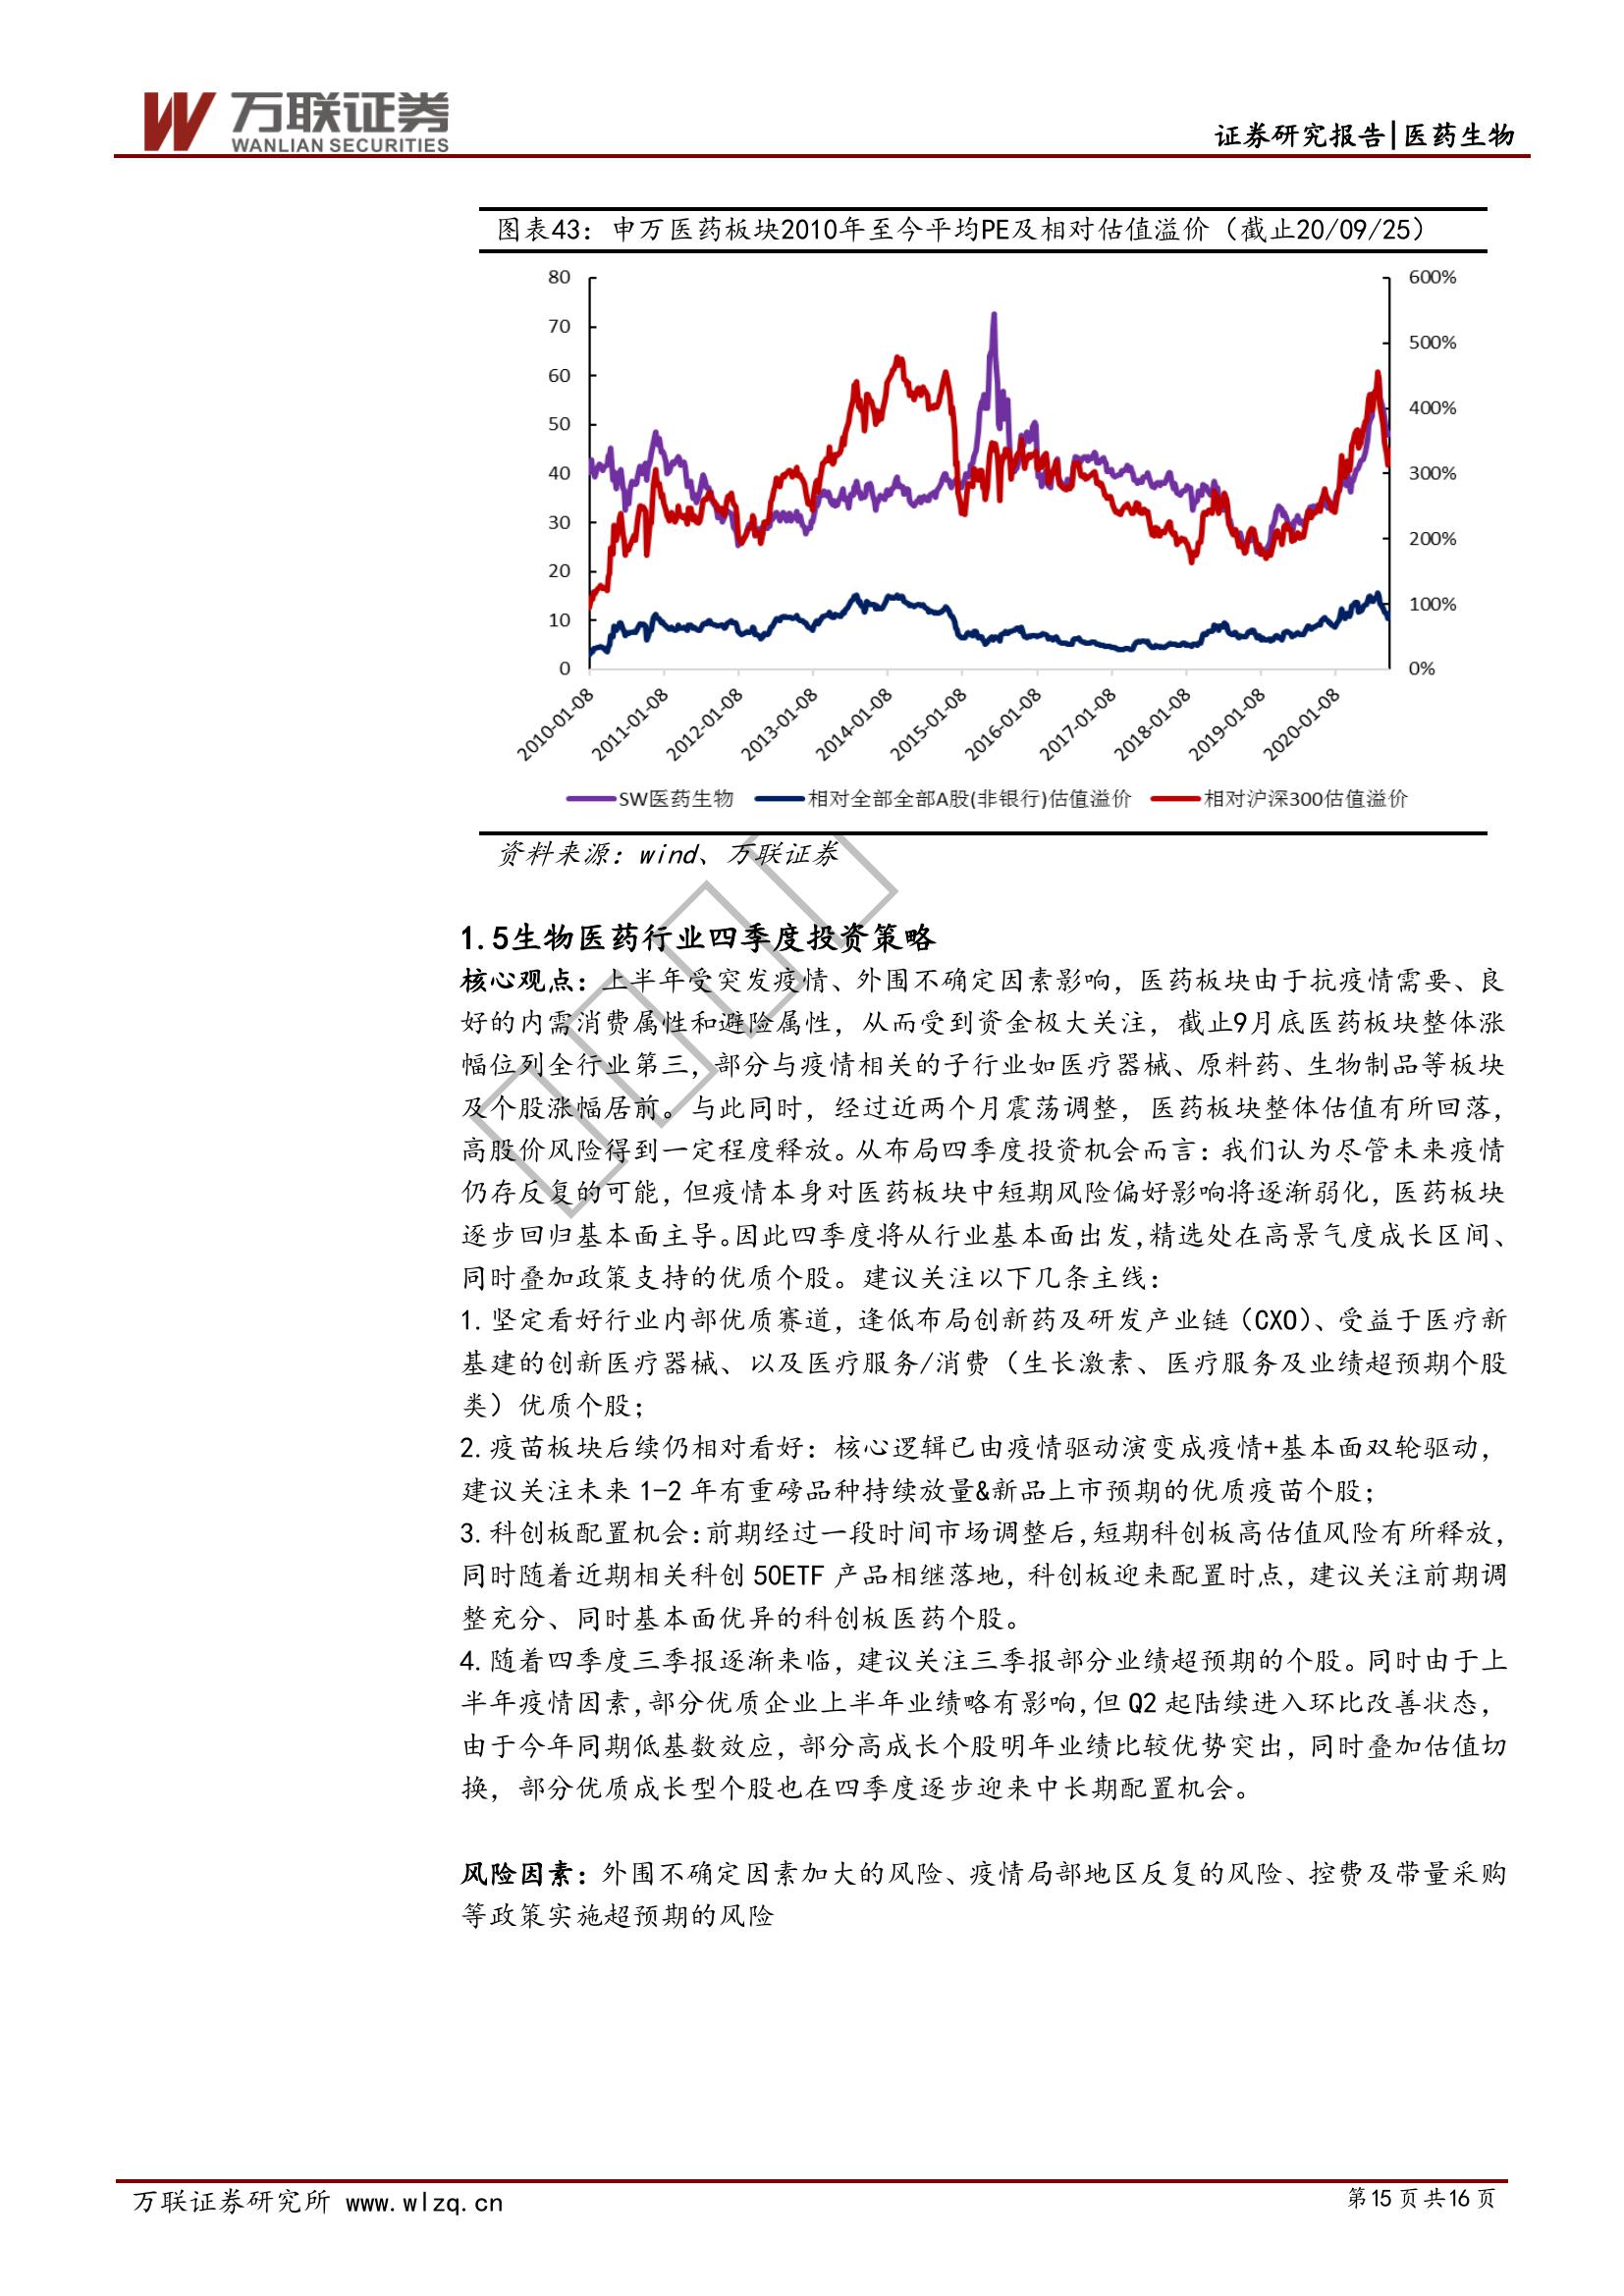 万联证券
WANLIAN SECURITIES
证券研究报告|医药生物
图表43：申万医药板块2010年至今平均PE及相对估值溢价（截止20/09/25）
80
70
60
50
40
30
20
10
0
600%
500%
400%
300%
200%
100%
0%
2010-01-08
2011-01-08
2012-01-08
2013-01-08
2014-01-08
2015-01-08
2016-01-08
2017-01-08
2018-01-08
2019-01-08
2020-01-08
SW医药生物
相对全部全部A股(非银行)估值溢价
相对沪深300估值溢价
资料来源：wind、万联证券
1.5生物医药行业四季度投资策略
核心观点：上半年受突发疫情、外围不确定因素影响，医药板块由于抗疫情需要、良
好的内需消费属性和避险属性，从而受到资金极大关注，截止9月底医药板块整体涨
幅位列全行业第三，部分与疫情相关的子行业如医疗器械、原料药、生物制品等板块
及个股涨幅居前。与此同时，经过近两个月震荡调整，医药板块整体估值有所回落，
高股价风险得到一定程度释放。从布局四季度投资机会而言：我们认为尽管未来疫情
仍存反复的可能，但疫情本身对医药板块中短期风险偏好影响将逐渐弱化，医药板块
逐步回归基本面主导。因此四季度将从行业基本面出发，精选处在高景气度成长区间、
同时叠加政策支持的优质个股。建议关注以下几条主线：
1.坚定看好行业内部优质赛道，逢低布局创新药及研发产业链（CXO）、受益于医疗新
基建的创新医疗器械、以及医疗服务/消费（生长激素、医疗服务及业绩超预期个股
类）优质个股；
2.疫苗板块后续仍相对看好：核心逻辑已由疫情驱动演变成疫情+基本面双轮驱动，
建议关注未来 1-2 年有重磅品种持续放量&新品上市预期的优质疫苗个股；
3.科创板配置机会：前期经过一段时间市场调整后，短期科创板高估值风险有所释放，
同时随着近期相关科创 50ETF 产品相继落地，科创板迎来配置时点，建议关注前期调
整充分、同时基本面优异的科创板医药个股。
4.随着四季度三季报逐渐来临，建议关注三季报部分业绩超预期的个股。同时由于上
半年疫情因素，部分优质企业上半年业绩略有影响，但 Q2 起陆续进入环比改善状态，
由于今年同期低基数效应，部分高成长个股明年业绩比较优势突出，同时叠加估值切
换，部分优质成长型个股也在四季度逐步迎来中长期配置机会。
风险因素：外围不确定因素加大的风险、疫情局部地区反复的风险、控费及带量采购
等政策实施超预期的风险
万联证券研究所 www.wlzq.cn
第15页共16页